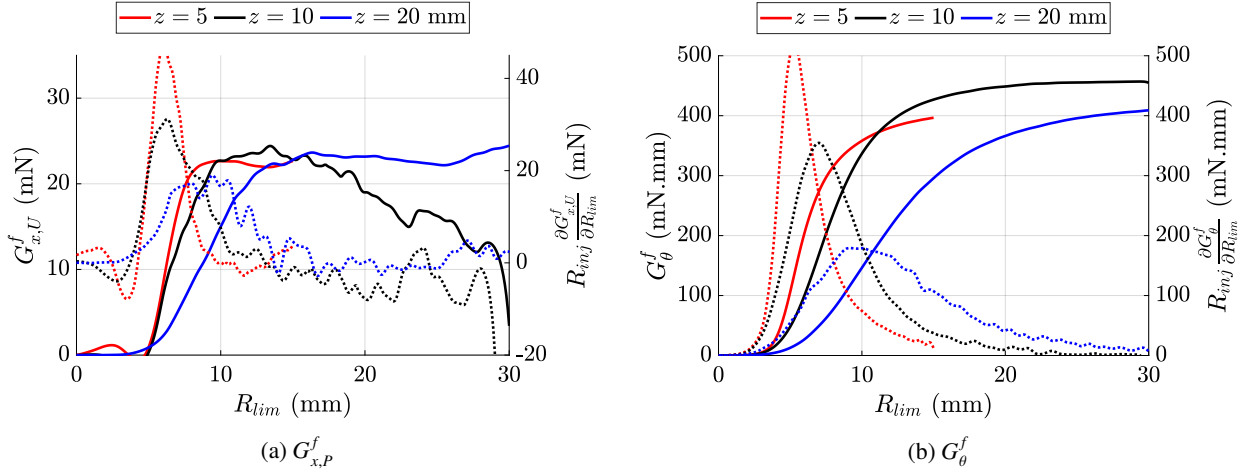 z = 5 z = 10 z = 20 mm
G^f_{x,U} (mN)
30
20
10
0
R_{inj} ∂G^f_{x,U}/∂R_{lim} (mN)
40
20
0
-20
0 10 20 30
R_{lim} (mm)
(a) G^f_{x,P}
z = 5 z = 10 z = 20 mm
G^f_θ (mN.mm)
500
400
300
200
100
0
R_{inj} ∂G^f_θ/∂R_{lim} (mN.mm)
500
400
300
200
100
0
0 10 20 30
R_{lim} (mm)
(b) G^f_θ